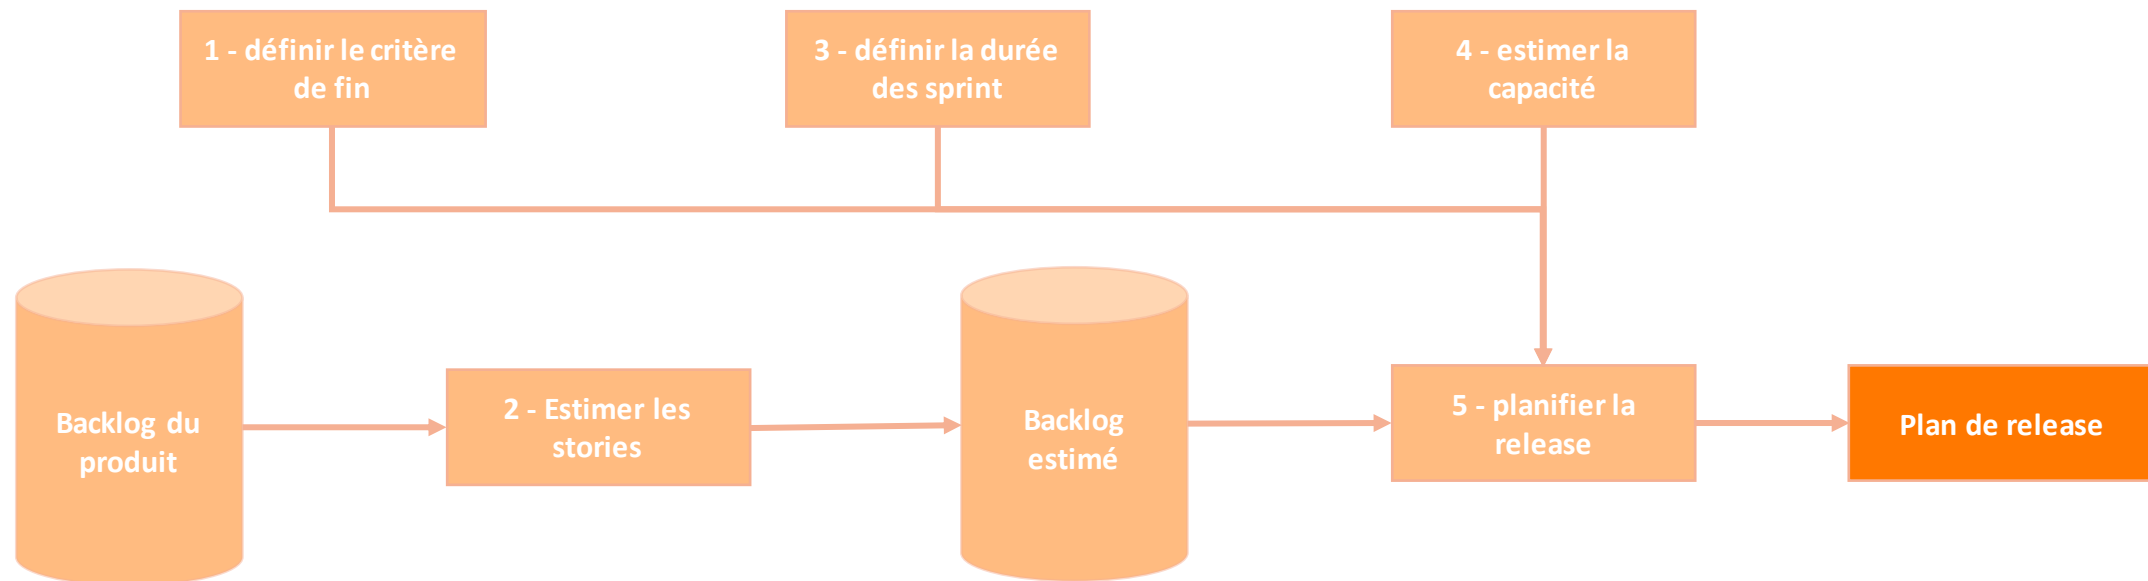 1 - définir le critère
de fin
3 - définir la durée
des sprint
4 - estimer la
capacité
Backlog du
produit
2 - Estimer les
stories
Backlog
estimé
5 - planifier la
release
Plan de release